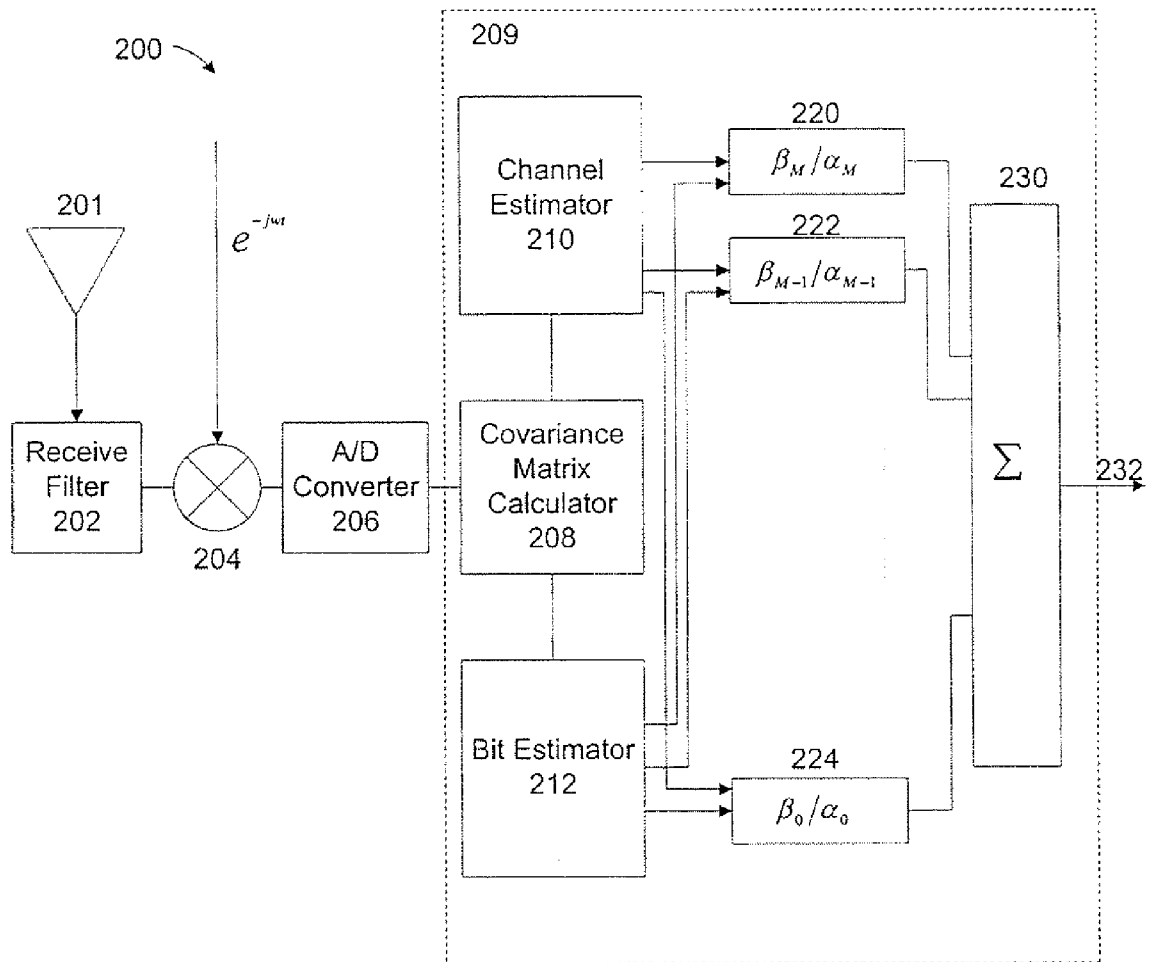 200
209
201
e^{-jwt}
Receive
Filter
202
204
A/D
Converter
206
Channel
Estimator
210
Covariance
Matrix
Calculator
208
Bit Estimator
212
220
β_M/α_M
222
β_{M-1}/α_{M-1}
224
β_0/α_0
230
Σ
232